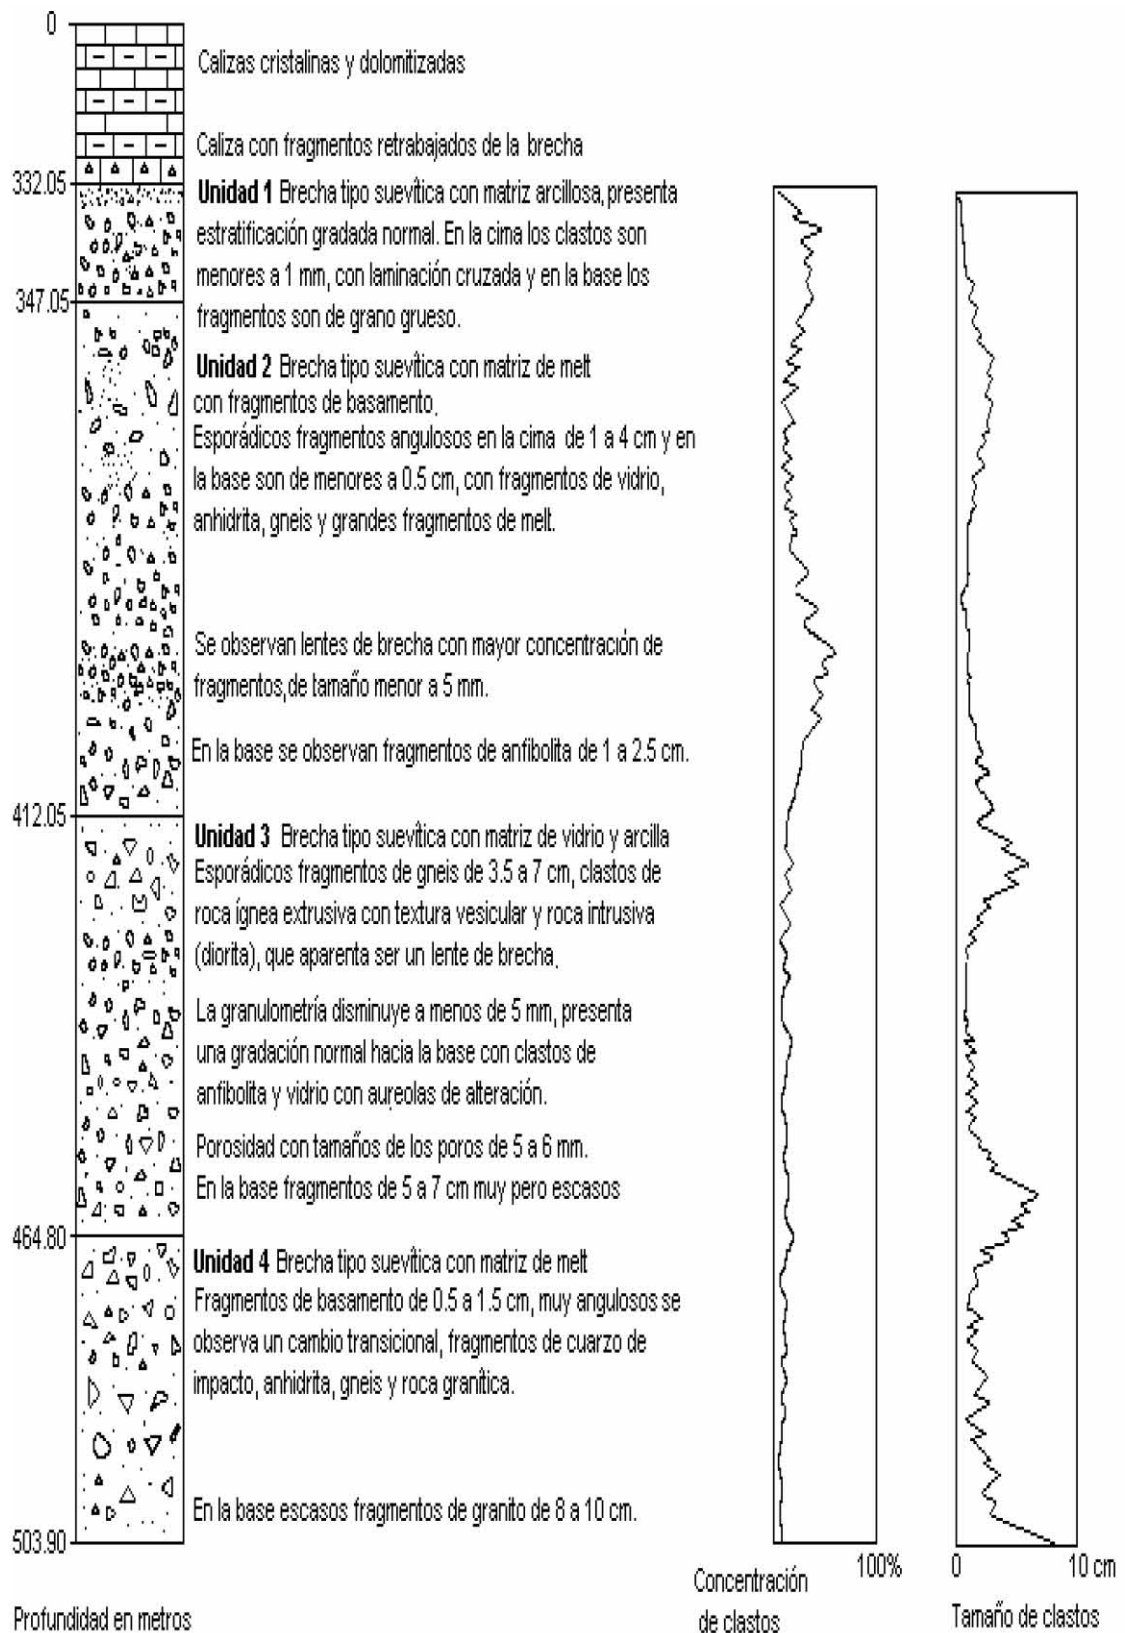 0
Calizas cristalinas y dolomitizadas
Caliza con fragmentos retrabajados de la brecha
332.05
Unidad 1 Brecha tipo suevítica con matriz arcillosa, presenta
estratificación gradada normal. En la cima los clastos son
menores a 1 mm, con laminación cruzada y en la base los
fragmentos son de grano grueso.
347.05
Unidad 2 Brecha tipo suevítica con matriz de melt
con fragmentos de basamento.
Esporádicos fragmentos angulosos en la cima de 1 a 4 cm y en
la base son de menores a 0.5 cm, con fragmentos de vidrio,
anhidrita, gneis y grandes fragmentos de melt.
Se observan lentes de brecha con mayor concentración de
fragmentos, de tamaño menor a 5 mm.
En la base se observan fragmentos de anfibolita de 1 a 2.5 cm.
412.05
Unidad 3 Brecha tipo suevítica con matriz de vidrio y arcilla
Esporádicos fragmentos de gneis de 3.5 a 7 cm, clastos de
roca ígnea extrusiva con textura vesicular y roca intrusiva
(diorita), que aparenta ser un lente de brecha.
La granulometría disminuye a menos de 5 mm, presenta
una gradación normal hacia la base con clastos de
anfibolita y vidrio con aureolas de alteración.
Porosidad con tamaños de los poros de 5 a 6 mm.
En la base fragmentos de 5 a 7 cm muy pero escasos
464.80
Unidad 4 Brecha tipo suevítica con matriz de melt
Fragmentos de basamento de 0.5 a 1.5 cm, muy angulosos se
observa un cambio transicional, fragmentos de cuarzo de
impacto, anhidrita, gneis y roca granítica.
En la base escasos fragmentos de granito de 8 a 10 cm.
503.90
Profundidad en metros
100%
Concentración
de clastos
0 10 cm
Tamaño de clastos